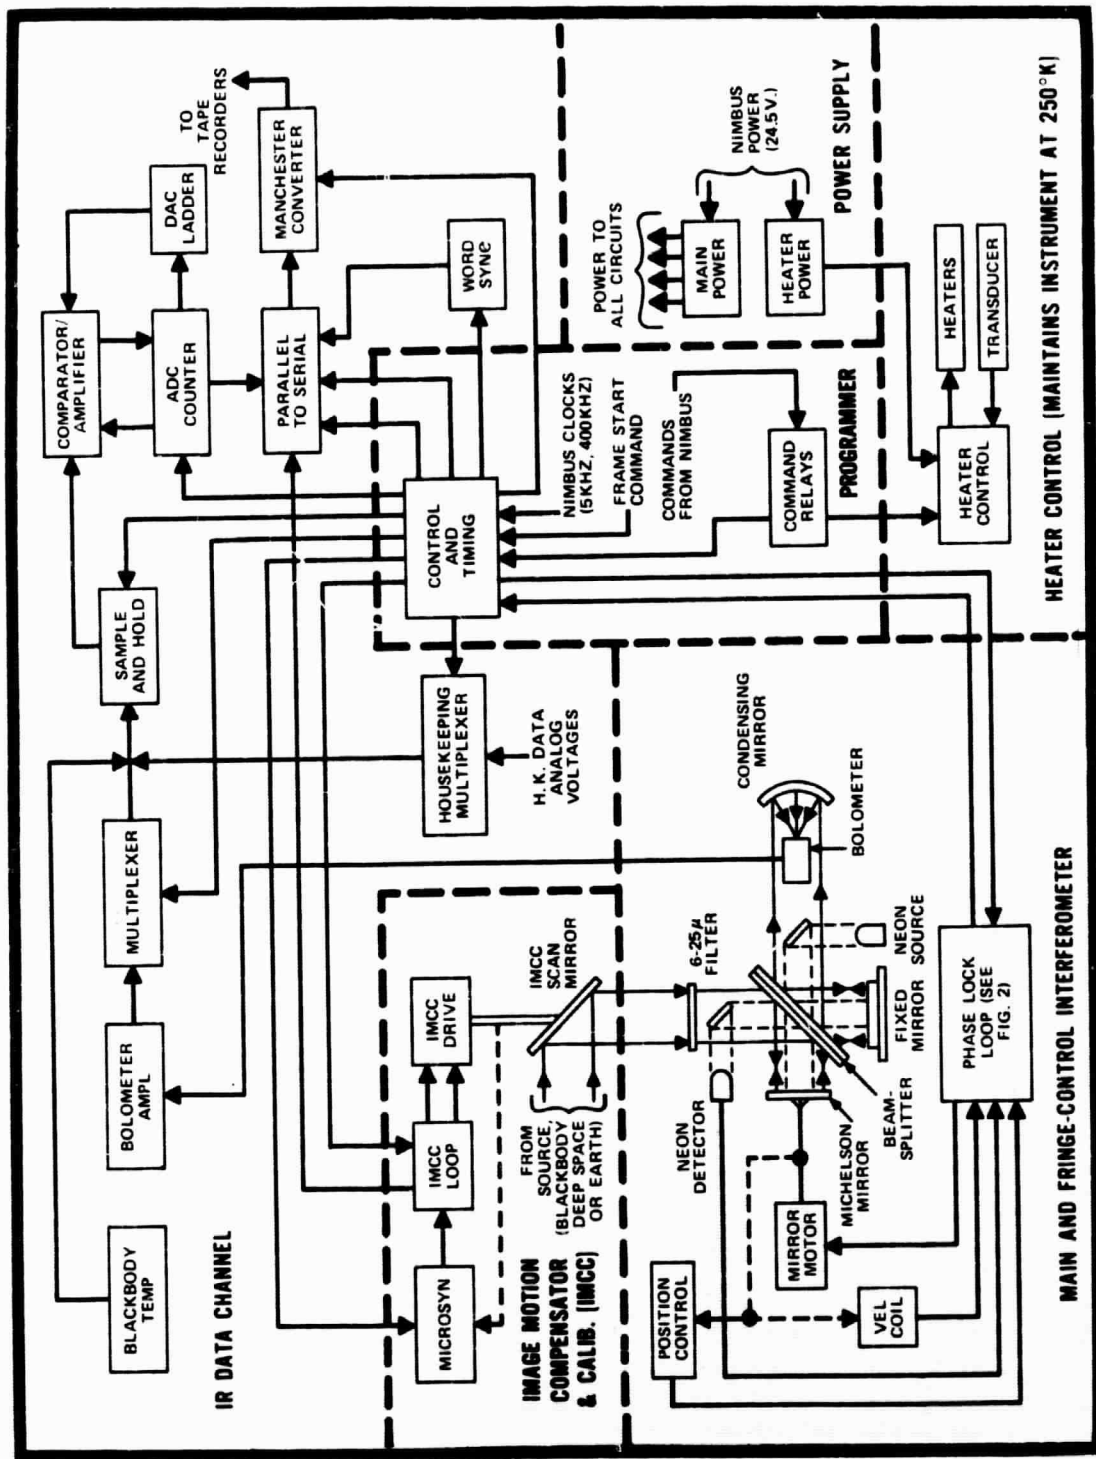 BLACKBODY
TEMP
BOLOMETER
AMPL
MULTIPLEXER
SAMPLE
AND HOLD
COMPARATOR/
AMPLIFIER
ADC
COUNTER
DAC
LADDER
TO
TAPE
RECORDERS
PARALLEL
TO SERIAL
MANCHESTER
CONVERTER
WORD
SYNC
IR DATA CHANNEL
HOUSEKEEPING
MULTIPLEXER
H.K. DATA
ANALOG
VOLTAGES
CONTROL
AND
TIMING
NIMBUS CLOCKS
(5KHZ, 400KHZ)
FRAME START
COMMAND
COMMANDS
FROM NIMBUS
COMMAND
RELAYS
PROGRAMMER
POWER TO
ALL CIRCUITS
MAIN
POWER
HEATER
POWER
NIMBUS
POWER
(24.5V.)
POWER SUPPLY
MICROSYN
IMCC
LOOP
IMCC
DRIVE
IMCC
SCAN
MIRROR
FROM
SOURCE,
(BLACKBODY
DEEP SPACE
OR EARTH)
IMAGE MOTION
COMPENSATOR
& CALIB. (IMCC)
POSITION
CONTROL
NEON
DETECTOR
6-25μ
FILTER
CONDENSING
MIRROR
BOLOMETER
MIRROR
MOTOR
MICHELSON
MIRROR
BEAM-
SPLITTER
FIXED
MIRROR
NEON
SOURCE
VEL
COIL
PHASE LOCK
LOOP (SEE
FIG. 2)
MAIN AND FRINGE-CONTROL INTERFEROMETER
HEATER
CONTROL
HEATERS
TRANSDUCER
HEATER CONTROL (MAINTAINS INSTRUMENT AT 250°K)